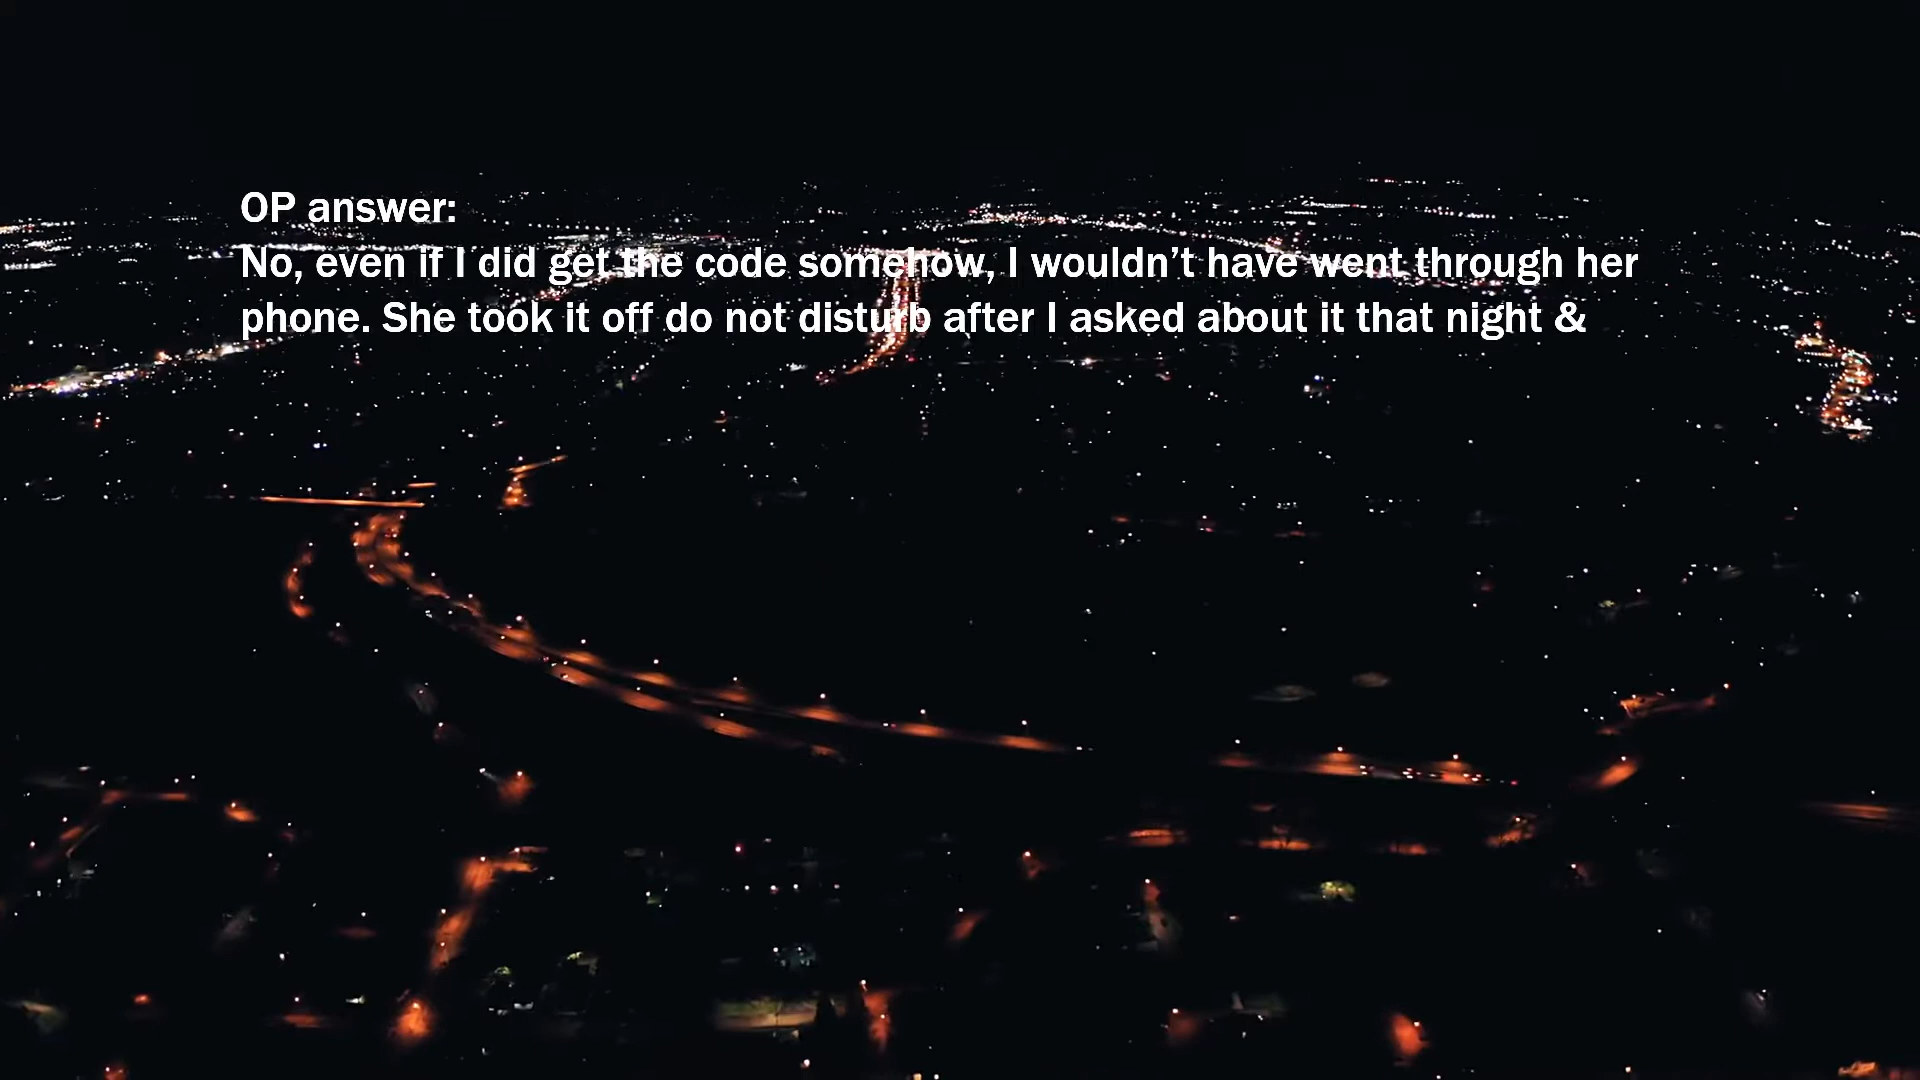 OP answer:
No, even if I did get the code somehow, I wouldn’t have went through her
phone. She took it off do not disturb after I asked about it that night &